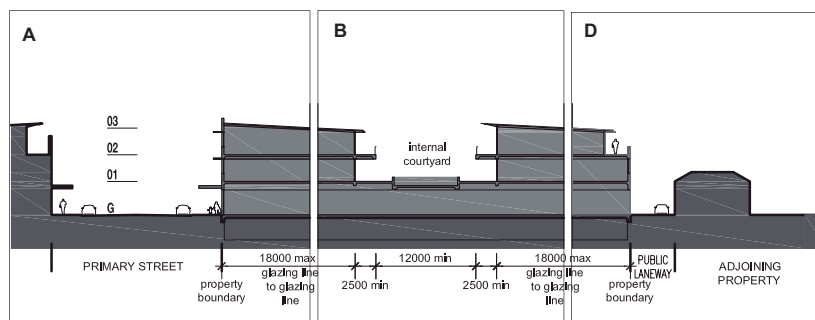 A
B
D
03
02
01
G
internal
courtyard
PRIMARY STREET
property
boundary
18000 max
glazing line
to glazing
line
2500 min
12000 min
2500 min
18000 max
glazing line
to glazing
line
property
boundary
PUBLIC
LANEWAY
ADJOINING
PROPERTY